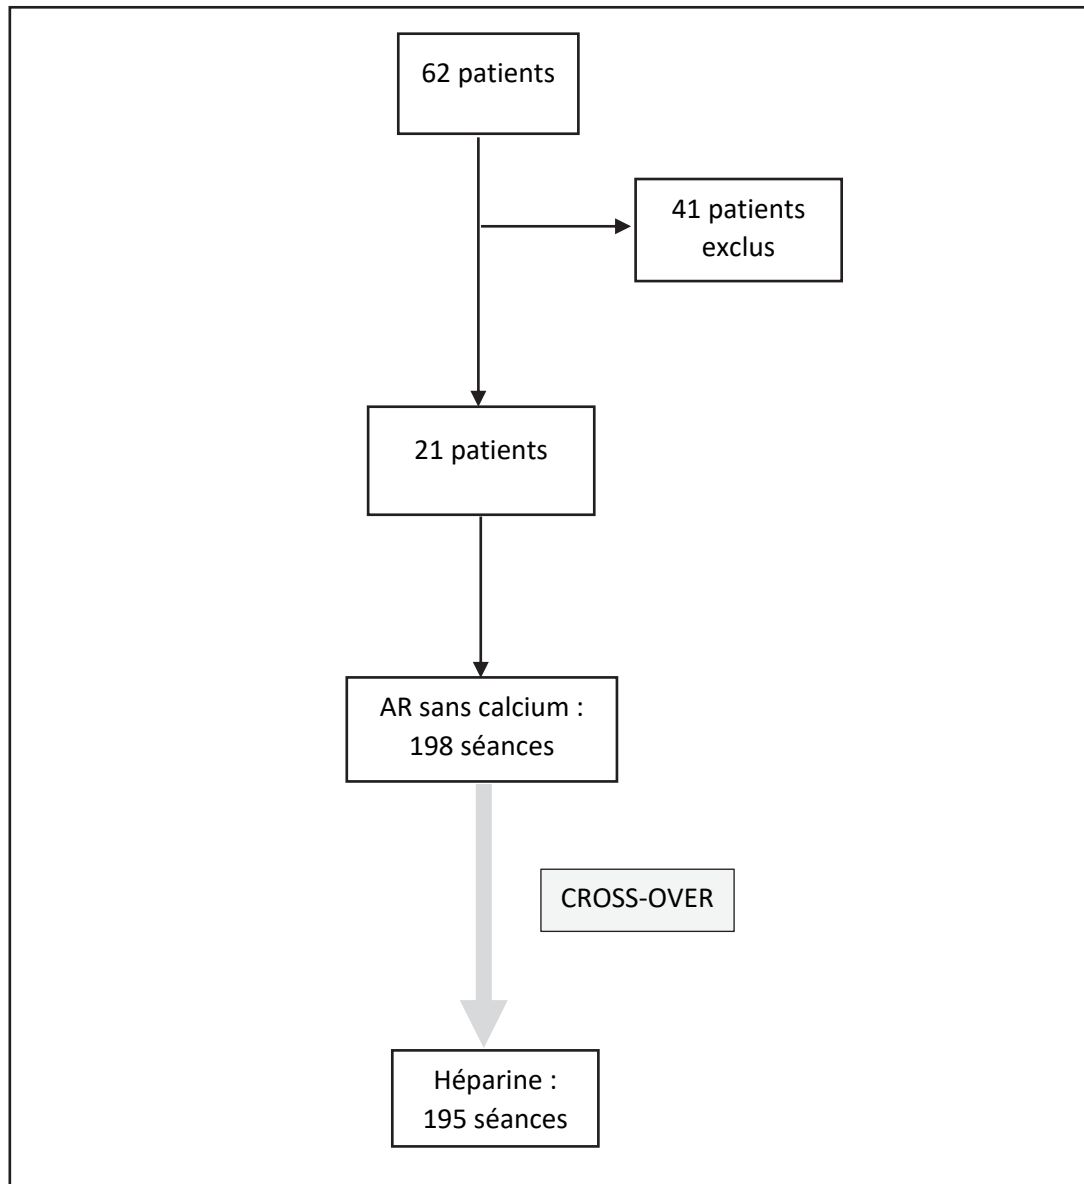 62 patients
41 patients
exclus
21 patients
AR sans calcium :
198 séances
CROSS-OVER
Héparine :
195 séances